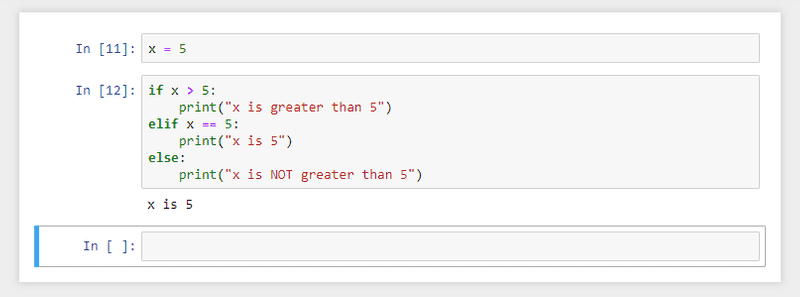 In [11]: x = 5
In [12]: if x > 5:
    print("x is greater than 5")
elif x == 5:
    print("x is 5")
else:
    print("x is NOT greater than 5")
x is 5
In [ ]: